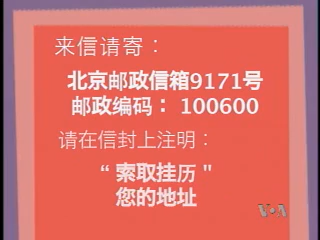 来信请寄：
北京邮政信箱9171号
邮政编码： 100600
请在信封上注明：
“ 索取挂历 "
您的地址
VOA